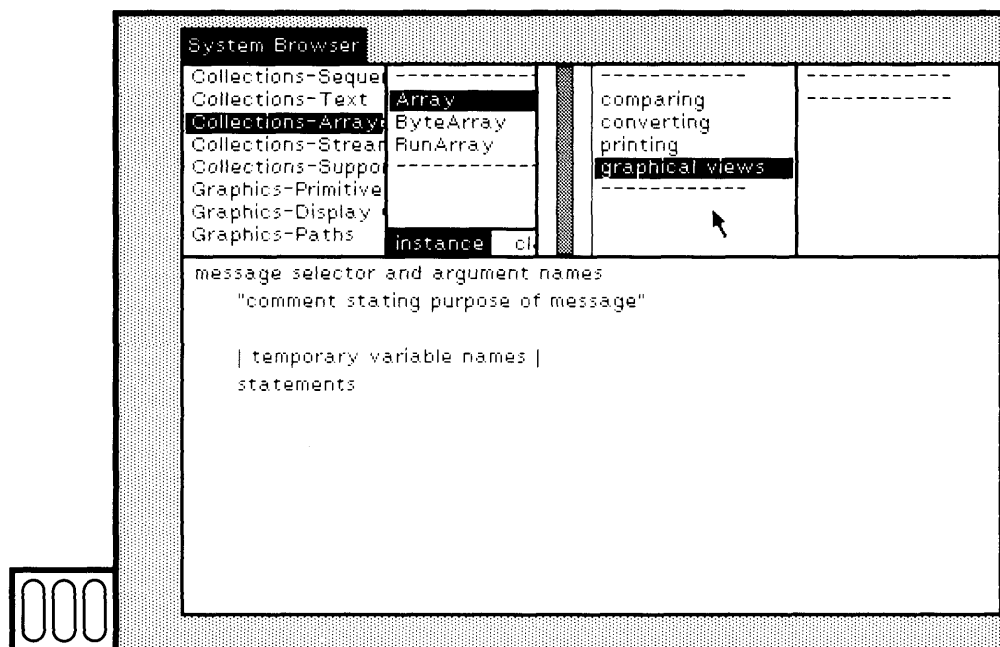 System Browser
Collections-Seque
Collections-Text
Collections-Array
Collections-Strear
Collections-Suppo
Graphics-Primitive
Graphics-Display
Graphics-Paths
---------------
Array
ByteArray
RunArray
---------------
instance cl
---------------
comparing
converting
printing
graphical views
---------------
---------------
---------------
message selector and argument names
"comment stating purpose of message"
| temporary variable names |
statements